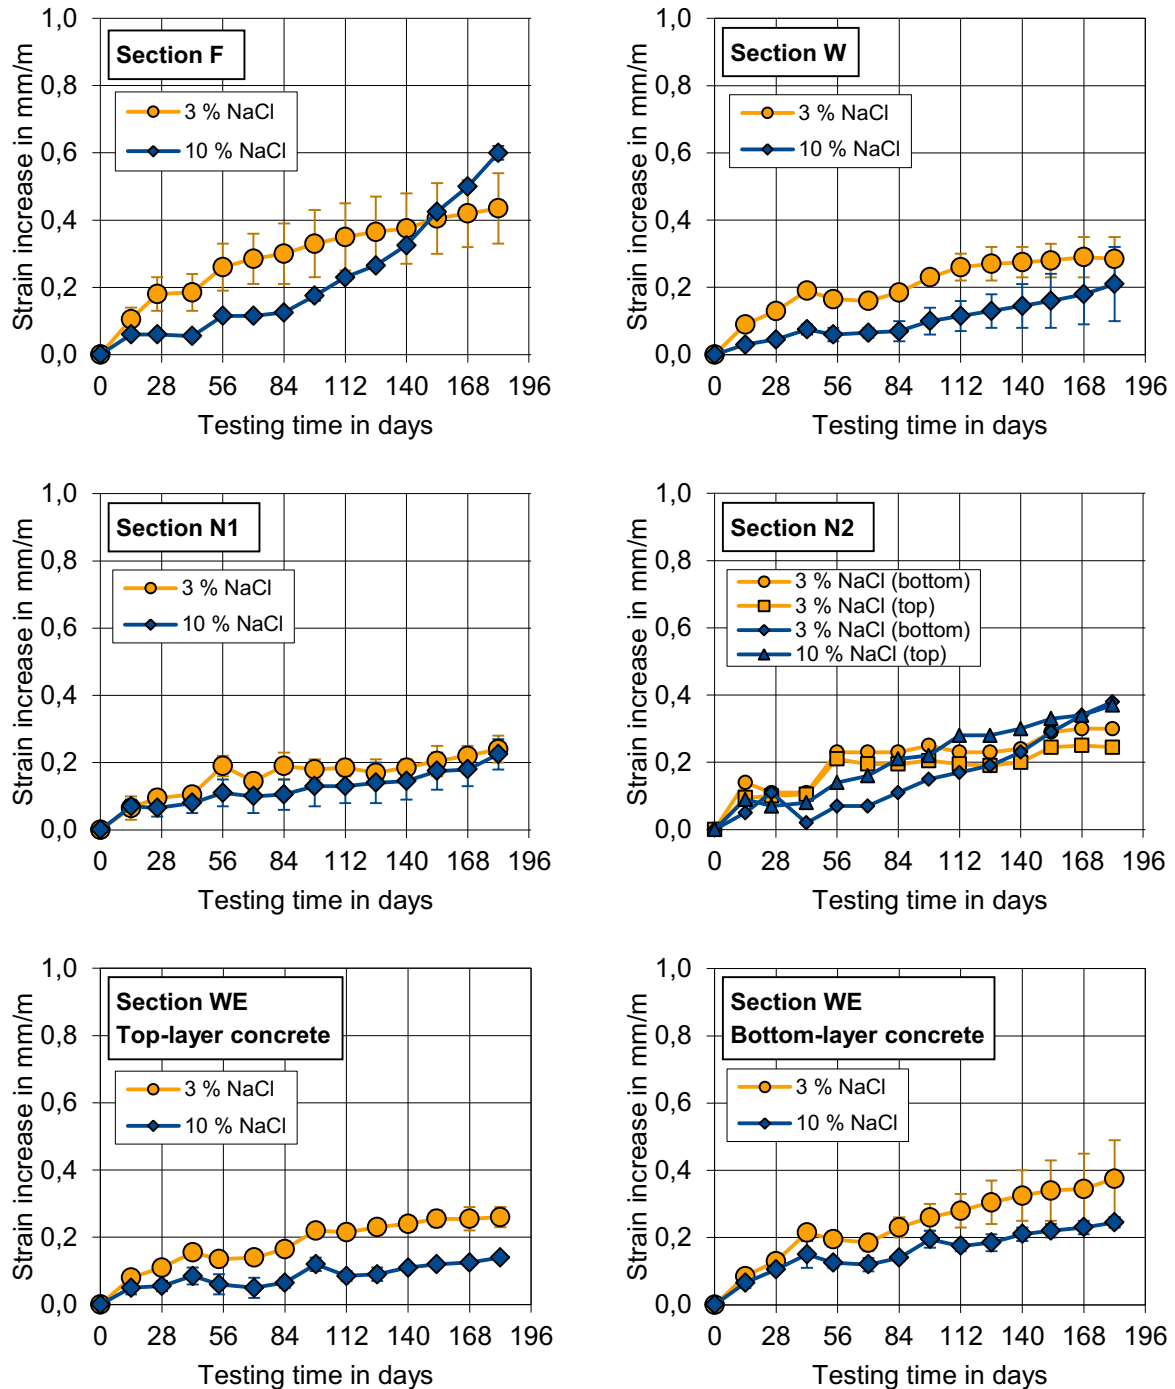 Section F
3 % NaCl
10 % NaCl
Strain increase in mm/m
1,0
0,8
0,6
0,4
0,2
0,0
0 28 56 84 112 140 168 196
Testing time in days
Section W
3 % NaCl
10 % NaCl
Strain increase in mm/m
1,0
0,8
0,6
0,4
0,2
0,0
0 28 56 84 112 140 168 196
Testing time in days
Section N1
3 % NaCl
10 % NaCl
Strain increase in mm/m
1,0
0,8
0,6
0,4
0,2
0,0
0 28 56 84 112 140 168 196
Testing time in days
Section N2
3 % NaCl (bottom)
3 % NaCl (top)
3 % NaCl (bottom)
10 % NaCl (top)
Strain increase in mm/m
1,0
0,8
0,6
0,4
0,2
0,0
0 28 56 84 112 140 168 196
Testing time in days
Section WE
Top-layer concrete
3 % NaCl
10 % NaCl
Strain increase in mm/m
1,0
0,8
0,6
0,4
0,2
0,0
0 28 56 84 112 140 168 196
Testing time in days
Section WE
Bottom-layer concrete
3 % NaCl
10 % NaCl
Strain increase in mm/m
1,0
0,8
0,6
0,4
0,2
0,0
0 28 56 84 112 140 168 196
Testing time in days